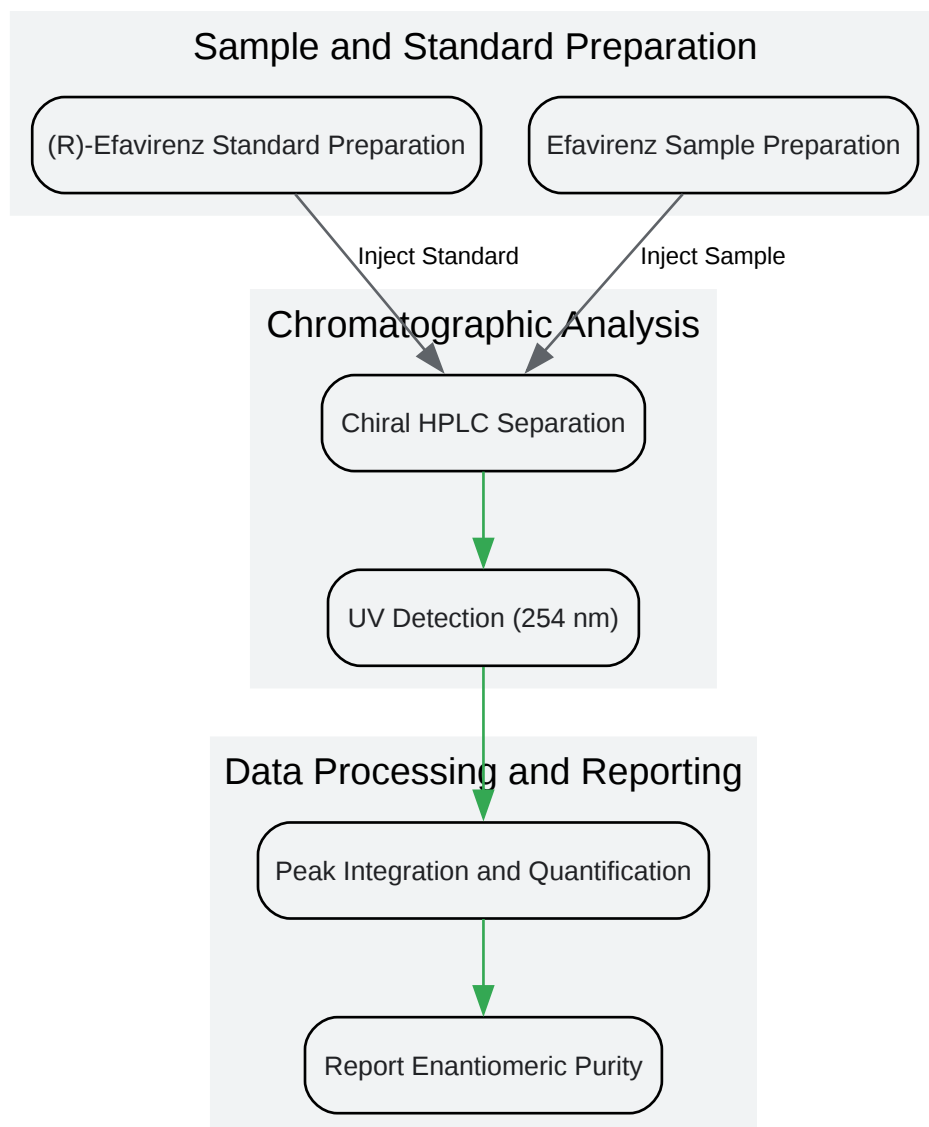 Sample and Standard Preparation
(R)-Efavirenz Standard Preparation
Efavirenz Sample Preparation
Inject Standard
Inject Sample
Chromatographic Analysis
Chiral HPLC Separation
UV Detection (254 nm)
Data Processing and Reporting
Peak Integration and Quantification
Report Enantiomeric Purity